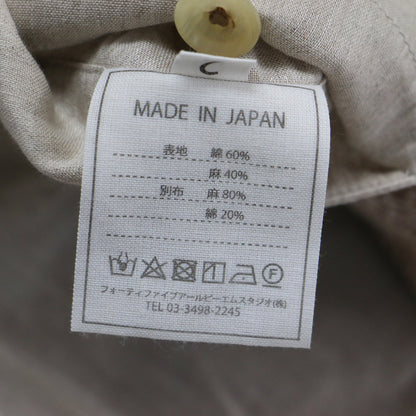 MADE IN JAPAN
表地 綿 60%
麻 40%
別布 麻 80%
綿 20%
フォーティファイブアールピーエムスタジオ(株)
TEL 03-3498-2245